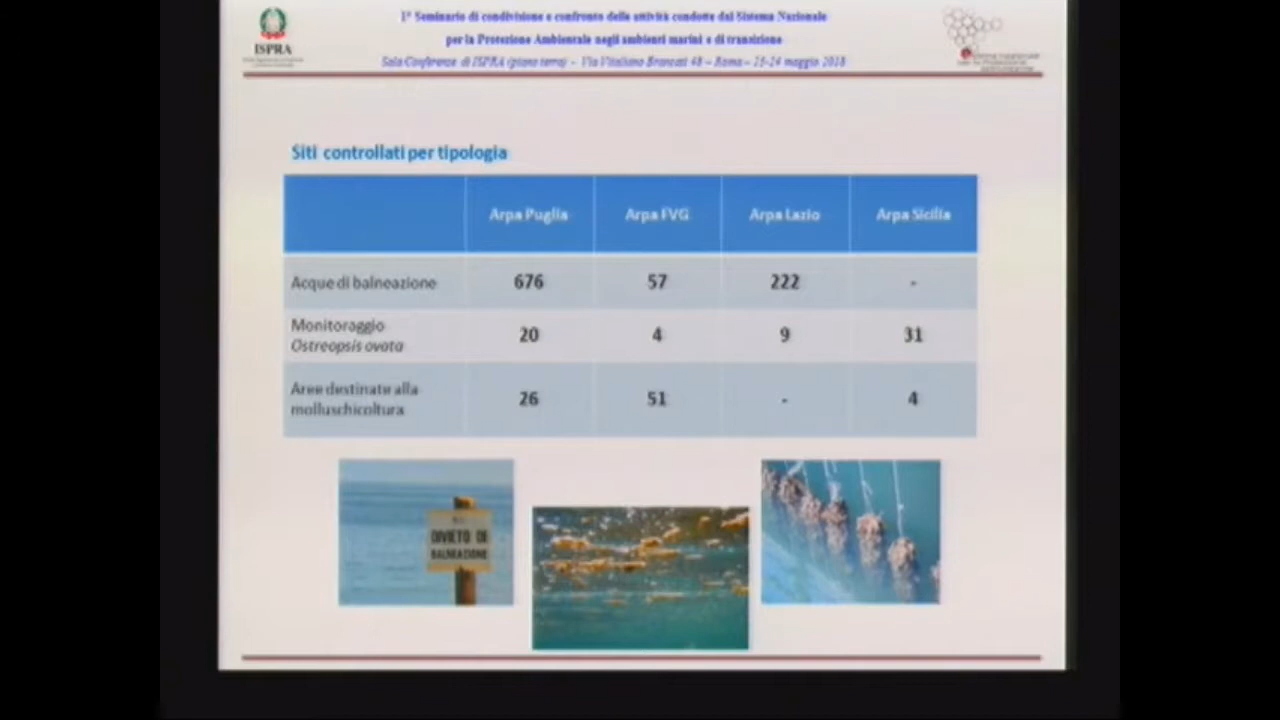 ISPRA
1° Seminario di condivisione e confronto delle attività condotte dal Sistema Nazionale
per la Protezione Ambientale negli ambienti marini e di transizione
Sala Conferenze di ISPRA (piano terra) - Via Vitaliano Brancati 48 – Roma – 23-24 maggio 2018
Siti controllati per tipologia
Arpa Puglia Arpa FVG Arpa Lazio Arpa Sicilia
Acque di balneazione 676 57 222 -
Monitoraggio
Ostreopsis ovata 20 4 9 31
Aree destinate alla
molluschicoltura 26 51 - 4
DIVIETO DI
BALNEAZIONE